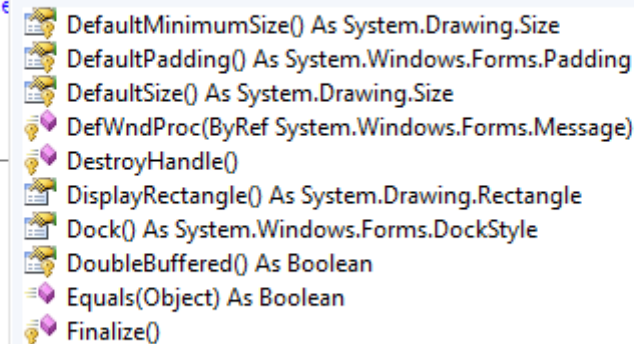 e
DefaultMinimumSize() As System.Drawing.Size
DefaultPadding() As System.Windows.Forms.Padding
DefaultSize() As System.Drawing.Size
DefWndProc(ByRef System.Windows.Forms.Message)
DestroyHandle()
DisplayRectangle() As System.Drawing.Rectangle
Dock() As System.Windows.Forms.DockStyle
DoubleBuffered() As Boolean
Equals(Object) As Boolean
Finalize()